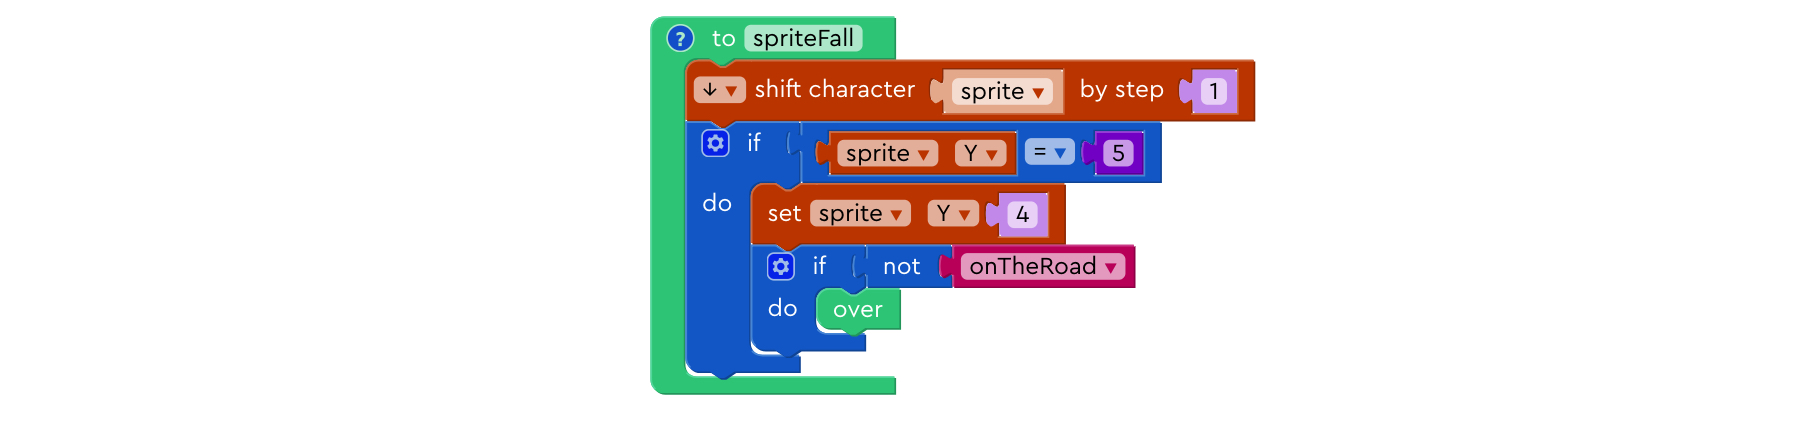 ? to spriteFall
↓ ▼ shift character sprite ▼ by step 1
if sprite ▼ Y ▼ = ▼ 5
do set sprite ▼ Y ▼ 4
if not onTheRoad ▼
do over